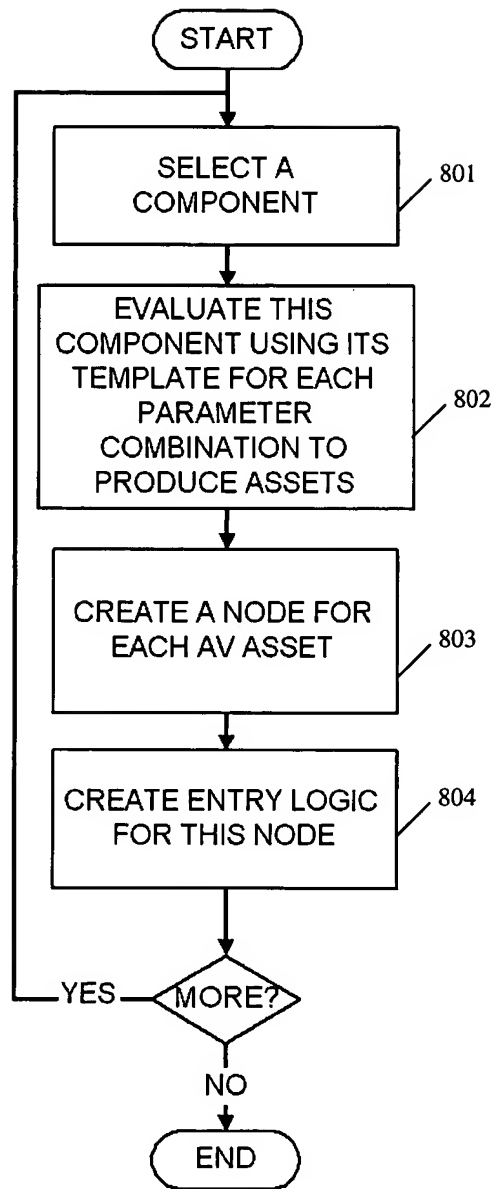 START
SELECT A
COMPONENT
801
EVALUATE THIS
COMPONENT USING ITS
TEMPLATE FOR EACH
PARAMETER
COMBINATION TO
PRODUCE ASSETS
802
CREATE A NODE FOR
EACH AV ASSET
803
CREATE ENTRY LOGIC
FOR THIS NODE
804
MORE?
YES
NO
END